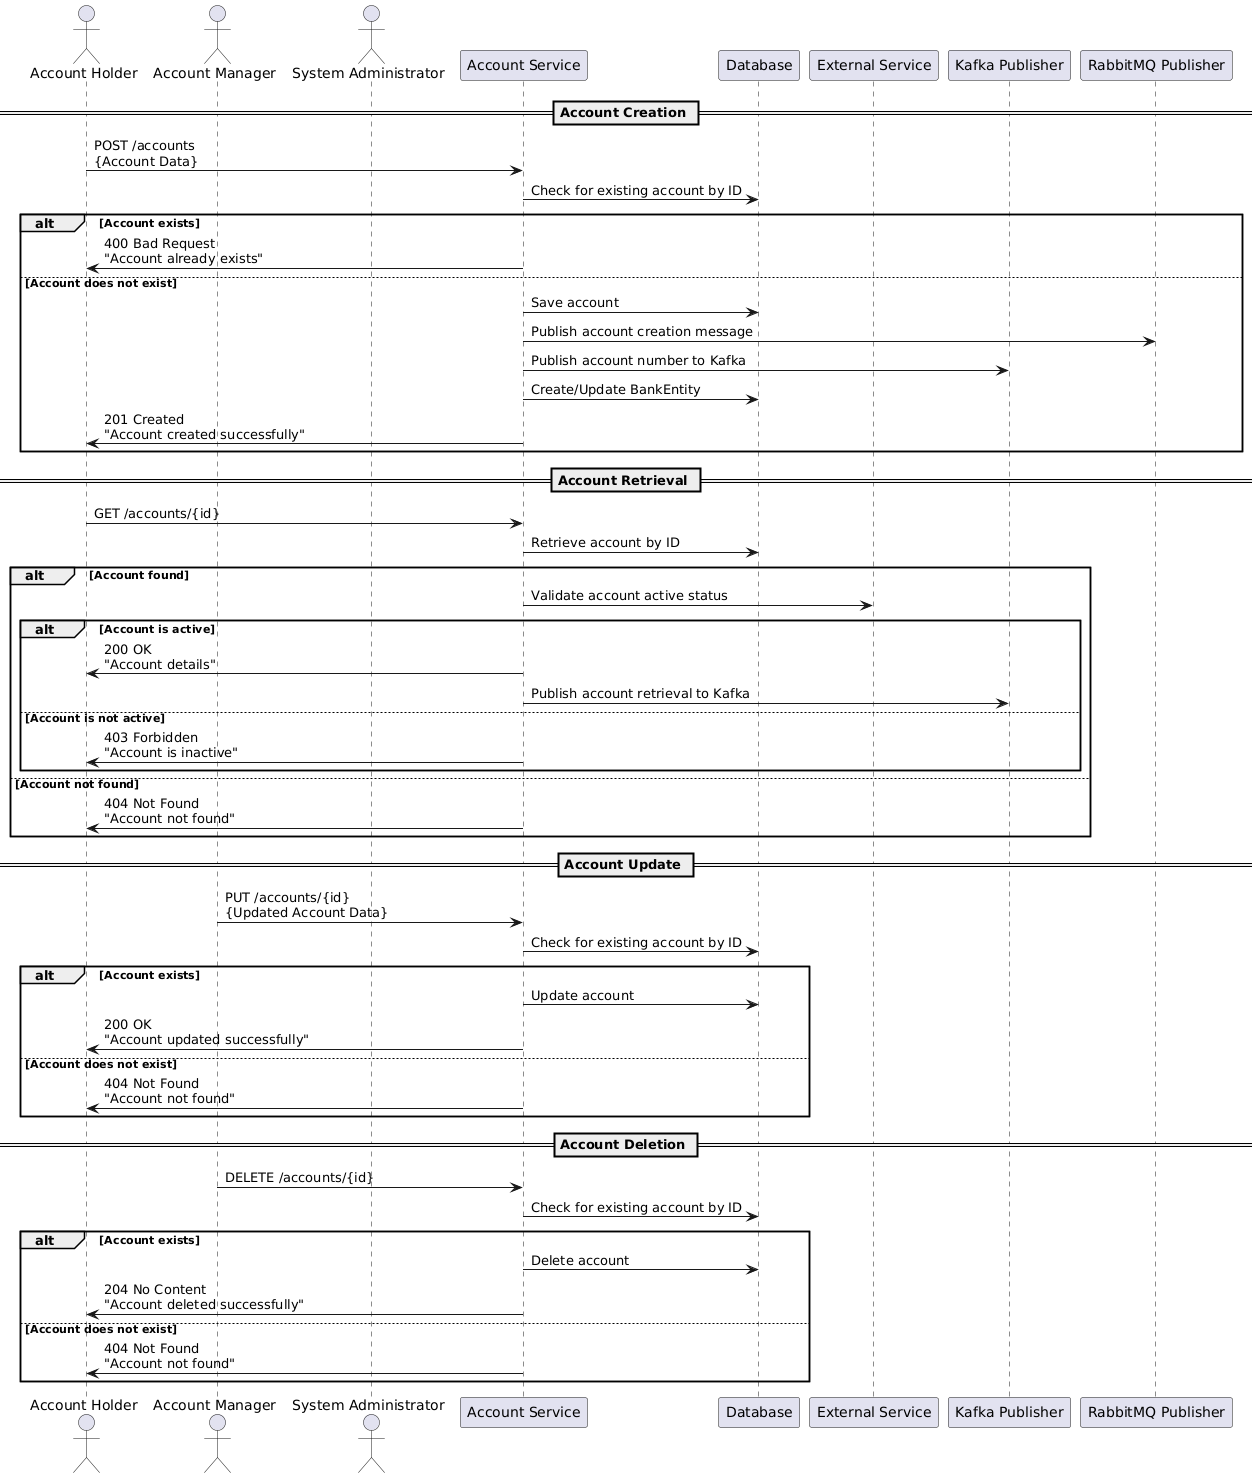 Account Holder
Account Manager
System Administrator
Account Service
Database
External Service
Kafka Publisher
RabbitMQ Publisher
Account Creation
POST /accounts
{Account Data}
Check for existing account by ID
alt
[Account exists]
400 Bad Request
"Account already exists"
[Account does not exist]
Save account
Publish account creation message
Publish account number to Kafka
Create/Update BankEntity
201 Created
"Account created successfully"
Account Retrieval
GET /accounts/{id}
Retrieve account by ID
alt
[Account found]
Validate account active status
alt
[Account is active]
200 OK
"Account details"
Publish account retrieval to Kafka
[Account is not active]
403 Forbidden
"Account is inactive"
[Account not found]
404 Not Found
"Account not found"
Account Update
PUT /accounts/{id}
{Updated Account Data}
Check for existing account by ID
alt
[Account exists]
Update account
200 OK
"Account updated successfully"
[Account does not exist]
404 Not Found
"Account not found"
Account Deletion
DELETE /accounts/{id}
Check for existing account by ID
alt
[Account exists]
Delete account
204 No Content
"Account deleted successfully"
[Account does not exist]
404 Not Found
"Account not found"
Account Holder
Account Manager
System Administrator
Account Service
Database
External Service
Kafka Publisher
RabbitMQ Publisher